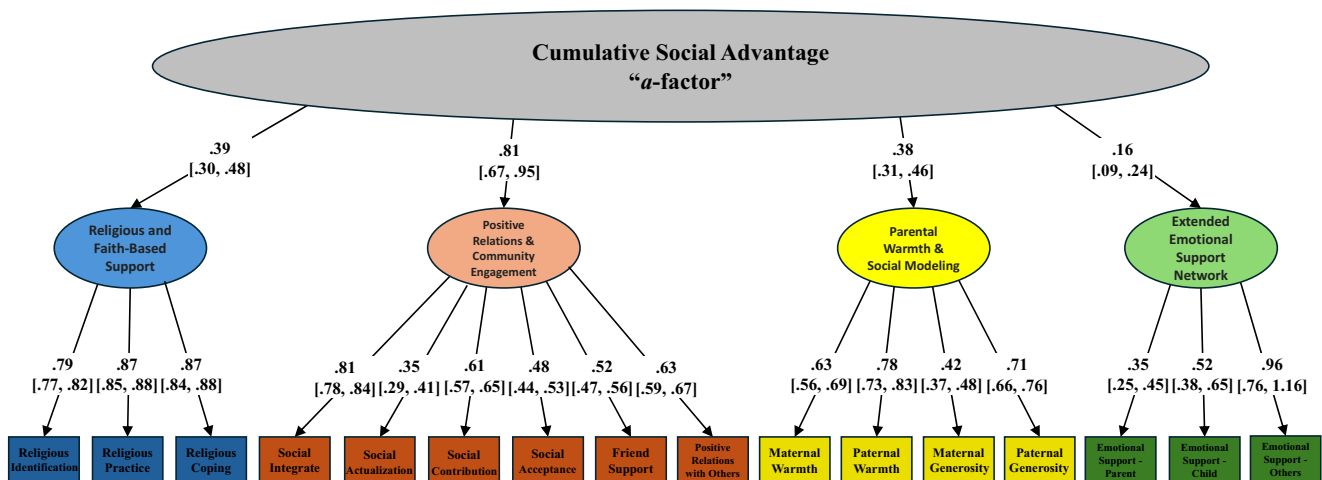 Cumulative Social Advantage
“a-factor”
.39
[.30, .48]
.81
[.67, .95]
.38
[.31, .46]
.16
[.09, .24]
Religious and
Faith-Based
Support
Positive
Relations &
Community
Engagement
Parental
Warmth &
Social Modeling
Extended
Emotional
Support
Network
.79
[.77, .82]
.87
[.85, .88]
.87
[.84, .88]
.81
[.78, .84]
.35
[.29, .41]
.61
[.57, .65]
.48
[.44, .53]
.52
[.47, .56]
.63
[.59, .67]
.63
[.56, .69]
.78
[.73, .83]
.42
[.37, .48]
.71
[.66, .76]
.35
[.25, .45]
.52
[.38, .65]
.96
[.76, 1.16]
Religious
Identification
Religious
Practice
Religious
Coping
Social
Integrate
Social
Actualization
Social
Contribution
Social
Acceptance
Friend
Support
Positive
Relations
with Others
Maternal
Warmth
Paternal
Warmth
Maternal
Generosity
Paternal
Generosity
Emotional
Support -
Parent
Emotional
Support -
Child
Emotional
Support -
Others